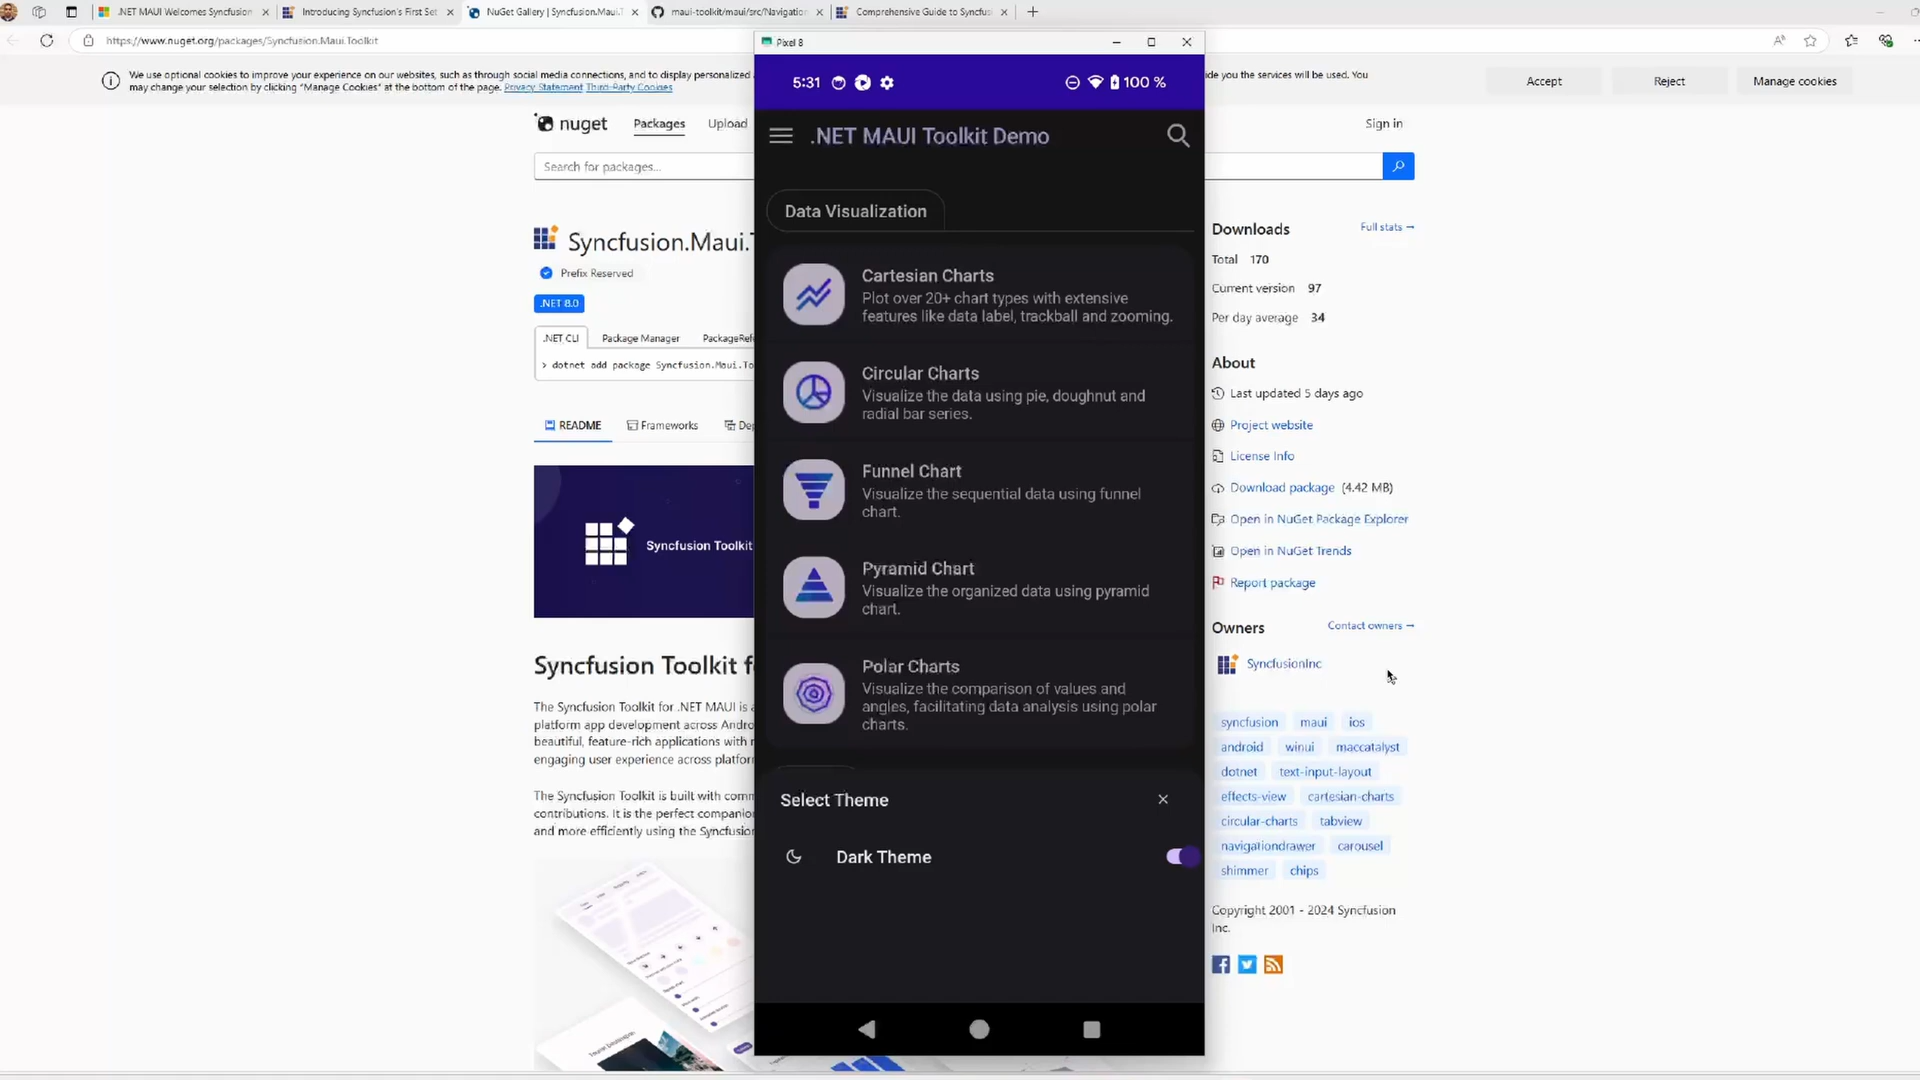 .NET MAUI Welcomes Syncfusion
Introducing Syncfusion's First Set
NuGet Gallery | Syncfusion.Maui.T
maui-toolkit/maui/src/Navigation
Comprehensive Guide to Syncfus
https://www.nuget.org/packages/Syncfusion.Maui.Toolkit
Pixel 8
We use optional cookies to improve your experience on our websites, such as through social media connections, and to display personalized
de you the services will be used. You
may change your selection by clicking "Manage Cookies" at the bottom of the page. Privacy Statement Third-Party Cookies
Accept
Reject
Manage cookies
nuget
Packages
Upload
Sign in
Search for packages...
Syncfusion.Maui.
Prefix Reserved
.NET 8.0
.NET CLI
Package Manager
PackageRef
> dotnet add package Syncfusion.Maui.To
README
Frameworks
De
Syncfusion Toolkit
Syncfusion Toolkit f
The Syncfusion Toolkit for .NET MAUI is
platform app development across Andro
beautiful, feature-rich applications with
engaging user experience across platfor
The Syncfusion Toolkit is built with comm
contributions. It is the perfect companion
and more efficiently using the Syncfusio
5:31
100 %
.NET MAUI Toolkit Demo
Data Visualization
Cartesian Charts
Plot over 20+ chart types with extensive
features like data label, trackball and zooming.
Circular Charts
Visualize the data using pie, doughnut and
radial bar series.
Funnel Chart
Visualize the sequential data using funnel
chart.
Pyramid Chart
Visualize the organized data using pyramid
chart.
Polar Charts
Visualize the comparison of values and
angles, facilitating data analysis using polar
charts.
Select Theme
Dark Theme
Downloads
Full stats →
Total 170
Current version 97
Per day average 34
About
Last updated 5 days ago
Project website
License Info
Download package (4.42 MB)
Open in NuGet Package Explorer
Open in NuGet Trends
Report package
Owners
Contact owners →
SyncfusionInc
syncfusion maui ios
android winui maccatalyst
dotnet text-input-layout
effects-view cartesian-charts
circular-charts tabview
navigationdrawer carousel
shimmer chips
Copyright 2001 - 2024 Syncfusion
Inc.